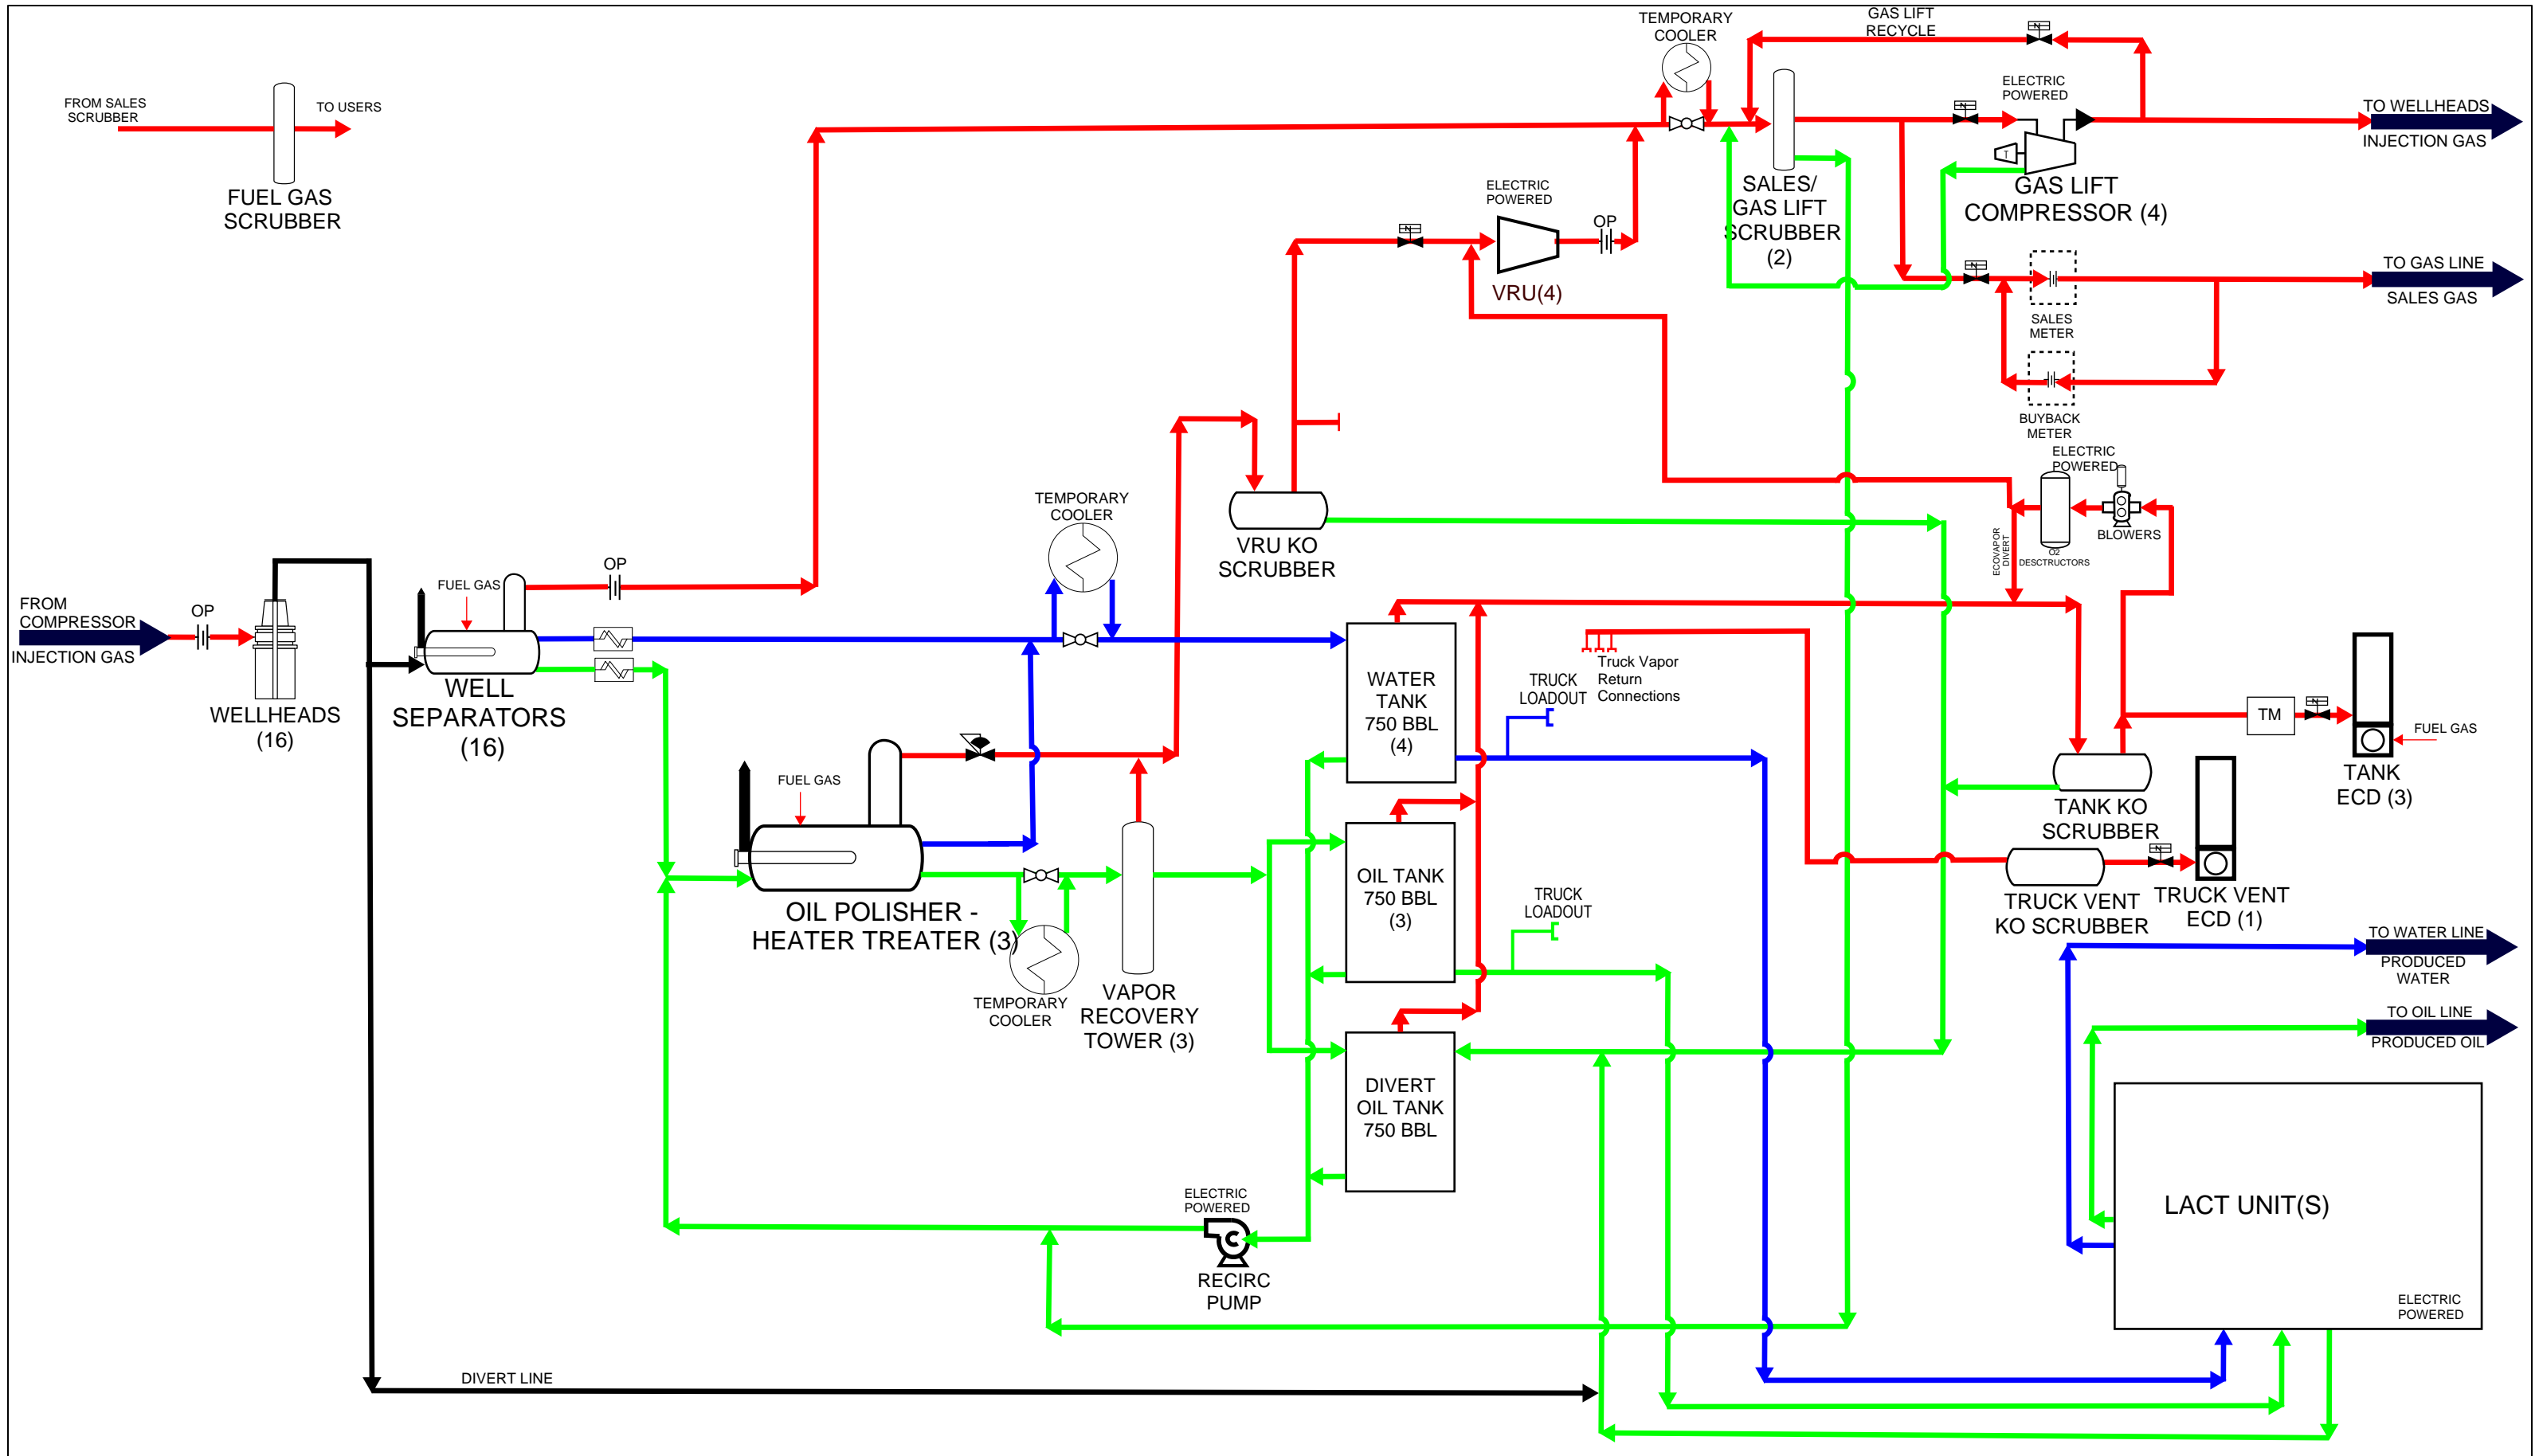 TEMPORARY
COOLER
GAS LIFT
RECYCLE
ELECTRIC
POWERED
FROM SALES
SCRUBBER
TO USERS
FUEL GAS
SCRUBBER
TO WELLHEADS
INJECTION GAS
T
SALES/
GAS LIFT
SCRUBBER
(2)
GAS LIFT
COMPRESSOR (4)
ELECTRIC
POWERED
OP
VRU(4)
TO GAS LINE
SALES GAS
SALES
METER
BUYBACK
METER
ELECTRIC
POWERED
BLOWERS
O2
DESCTRUCTORS
ECOVAPOR
DIVERT
TEMPORARY
COOLER
VRU KO
SCRUBBER
FROM
COMPRESSOR
INJECTION GAS
OP
WELLHEADS
(16)
FUEL GAS
OP
WELL
SEPARATORS
(16)
WATER
TANK
750 BBL
(4)
Truck Vapor
Return
Connections
TRUCK
LOADOUT
TM
FUEL GAS
TANK
ECD (3)
TANK KO
SCRUBBER
FUEL GAS
OIL POLISHER -
HEATER TREATER (3)
TEMPORARY
COOLER
VAPOR
RECOVERY
TOWER (3)
OIL TANK
750 BBL
(3)
TRUCK
LOADOUT
TRUCK VENT
KO SCRUBBER
TRUCK VENT
ECD (1)
TO WATER LINE
PRODUCED
WATER
TO OIL LINE
PRODUCED OIL
DIVERT
OIL TANK
750 BBL
ELECTRIC
POWERED
C
RECIRC
PUMP
LACT UNIT(S)
ELECTRIC
POWERED
DIVERT LINE